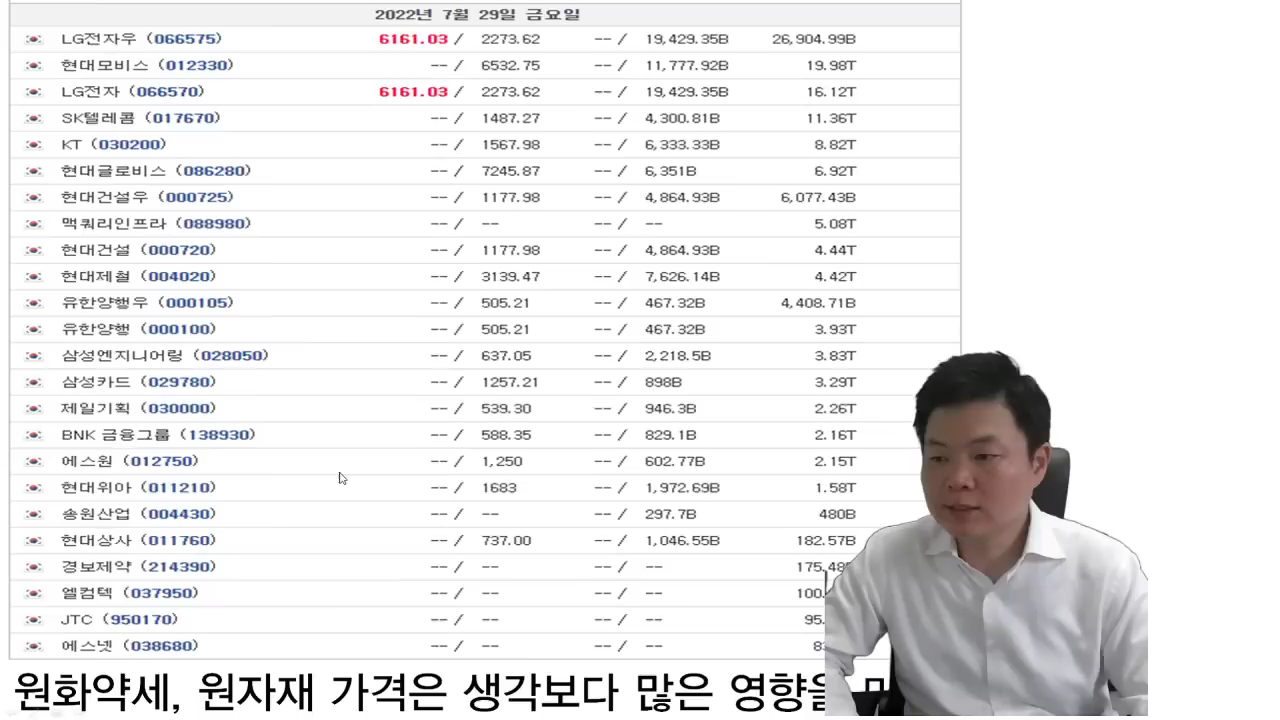 2022년 7월 29일 금요일
LG전자우 (066575) 6161.03 / 2273.62 -- / 19,429.35B 26,904.99B
현대모비스 (012330) -- / 6532.75 -- / 11,777.92B 19.98T
LG전자 (066570) 6161.03 / 2273.62 -- / 19,429.35B 16.12T
SK텔레콤 (017670) -- / 1487.27 -- / 4,300.81B 11.36T
KT (030200) -- / 1567.98 -- / 6,333.33B 8.82T
현대글로비스 (086280) -- / 7245.87 -- / 6,351B 6.92T
현대건설우 (000725) -- / 1177.98 -- / 4,864.93B 6,077.43B
맥쿼리인프라 (088980) -- / -- -- / -- 5.08T
현대건설 (000720) -- / 1177.98 -- / 4,864.93B 4.44T
현대제철 (004020) -- / 3139.47 -- / 7,626.14B 4.42T
유한양행우 (000105) -- / 505.21 -- / 467.32B 4,408.71B
유한양행 (000100) -- / 505.21 -- / 467.32B 3.93T
삼성엔지니어링 (028050) -- / 637.05 -- / 2,218.5B 3.83T
삼성카드 (029780) -- / 1257.21 -- / 898B 3.29T
제일기획 (030000) -- / 539.30 -- / 946.3B 2.26T
BNK 금융그룹 (138930) -- / 588.35 -- / 829.1B 2.16T
에스원 (012750) -- / 1,250 -- / 602.77B 2.15T
현대위아 (011210) -- / 1683 -- / 1,972.69B 1.58T
송원산업 (004430) -- / -- -- / 297.7B 480B
현대상사 (011760) -- / 737.00 -- / 1,046.55B 182.57B
경보제약 (214390) -- / -- -- / --
엘컴텍 (037950) -- / -- -- / -- 100.
JTC (950170) -- / -- -- / -- 95.
에스넷 (038680) -- / -- -- / --
원화약세, 원자재 가격은 생각보다 많은 영향을